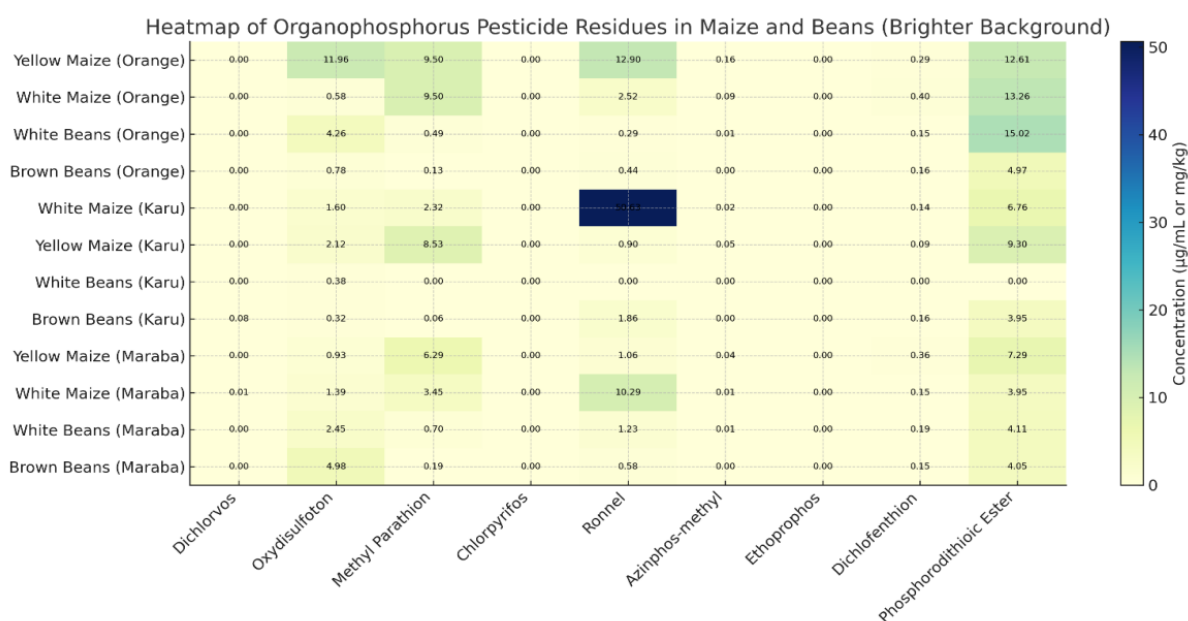 Heatmap of Organophosphorus Pesticide Residues in Maize and Beans (Brighter Background)
Yellow Maize (Orange) 0.00 11.96 9.50 0.00 12.90 0.16 0.00 0.29 12.61
White Maize (Orange) 0.00 0.58 9.50 0.00 2.52 0.09 0.00 0.40 13.26
White Beans (Orange) 0.00 4.26 0.49 0.00 0.29 0.01 0.00 0.15 15.02
Brown Beans (Orange) 0.00 0.78 0.13 0.00 0.44 0.00 0.00 0.16 4.97
White Maize (Karu) 0.00 1.60 2.32 0.00 0.02 0.00 0.14 6.76
Yellow Maize (Karu) 0.00 2.12 8.53 0.00 0.90 0.05 0.00 0.09 9.30
White Beans (Karu) 0.00 0.38 0.00 0.00 0.00 0.00 0.00 0.00 0.00
Brown Beans (Karu) 0.08 0.32 0.06 0.00 1.86 0.00 0.00 0.16 3.95
Yellow Maize (Maraba) 0.00 0.93 6.29 0.00 1.06 0.04 0.00 0.36 7.29
White Maize (Maraba) 0.01 1.39 3.45 0.00 10.29 0.01 0.00 0.15 3.95
White Beans (Maraba) 0.00 2.45 0.70 0.00 1.23 0.01 0.00 0.19 4.11
Brown Beans (Maraba) 0.00 4.98 0.19 0.00 0.58 0.00 0.00 0.15 4.05
Dichlorvos
Oxydisulfoton
Methyl Parathion
Chlorpyrifos
Ronnel
Azinphos-methyl
Ethoprophos
Dichlofenthion
Phosphorodithioic Ester
50
40
30
20
10
0
Concentration (μg/mL or mg/kg)